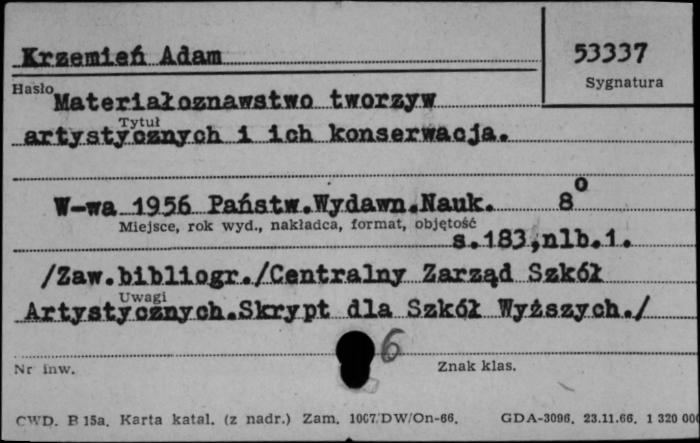 Krzemień Adam
53337
Sygnatura
Hasło
Materiałoznawstwo tworzyw
Tytuł
artystycznych i ich konserwacja.
W-wa 1956 Państw.Wydawn.Nauk. 8o
Miejsce, rok wyd., nakładca, format, objętość
s.183,nlb.1.
/Zaw.bibliogr./Centralny Zarząd Szkół
Uwagi
Artystycznych.Skrypt dla Szkół Wyższych./
6
Nr inw.
Znak klas.
CWD. B 15a. Karta katal. (z nadr.) Zam. 1007/DW/On-66. GDA-3096. 23.11.66. 1 320 000